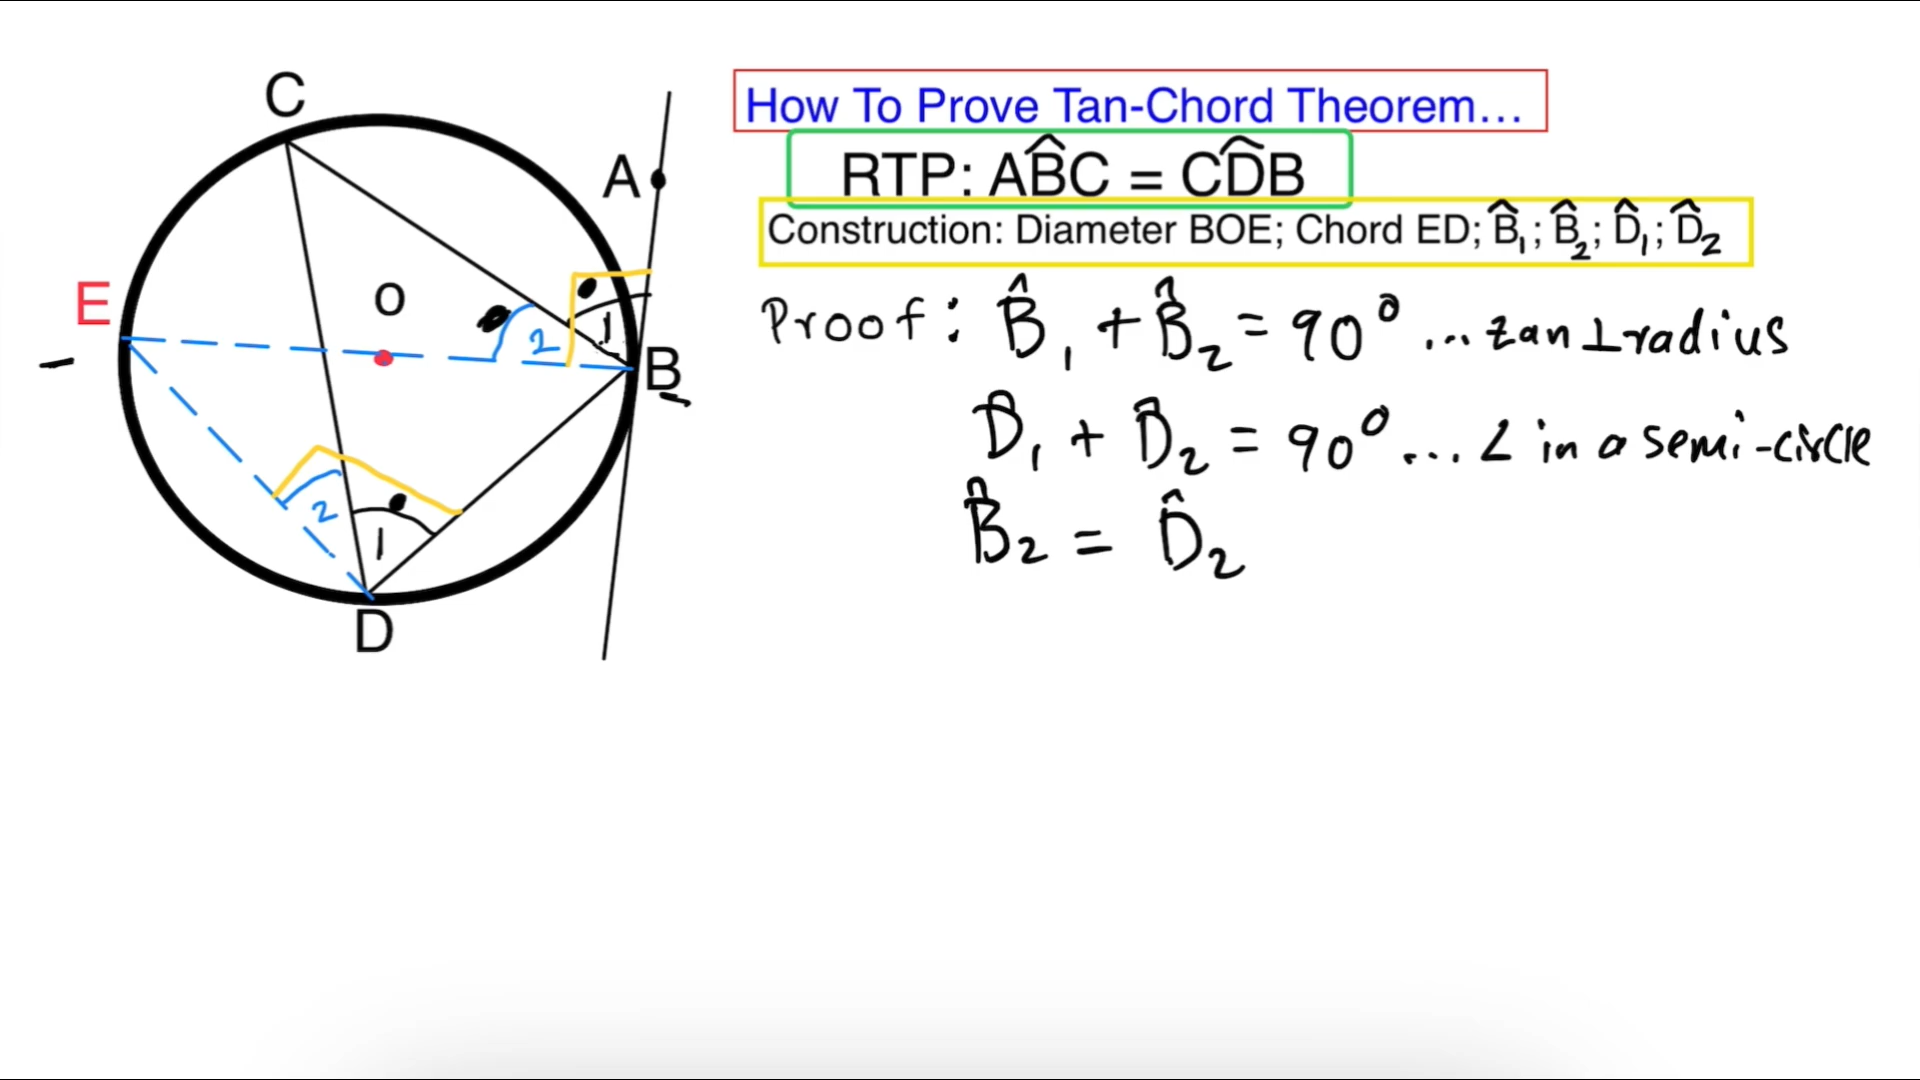 How To Prove Tan-Chord Theorem...
RTP: AB̂C = CD̂B
Construction: Diameter BOE; Chord ED; B̂₁; B̂₂; D̂₁; D̂₂
Proof: B̂₁ + B̂₂ = 90° ... tan ⊥ radius
D̂₁ + D̂₂ = 90° ... ∠ in a semi-circle
B̂₂ = D̂₂
C
A
E
O
B
D
1
2
2
1